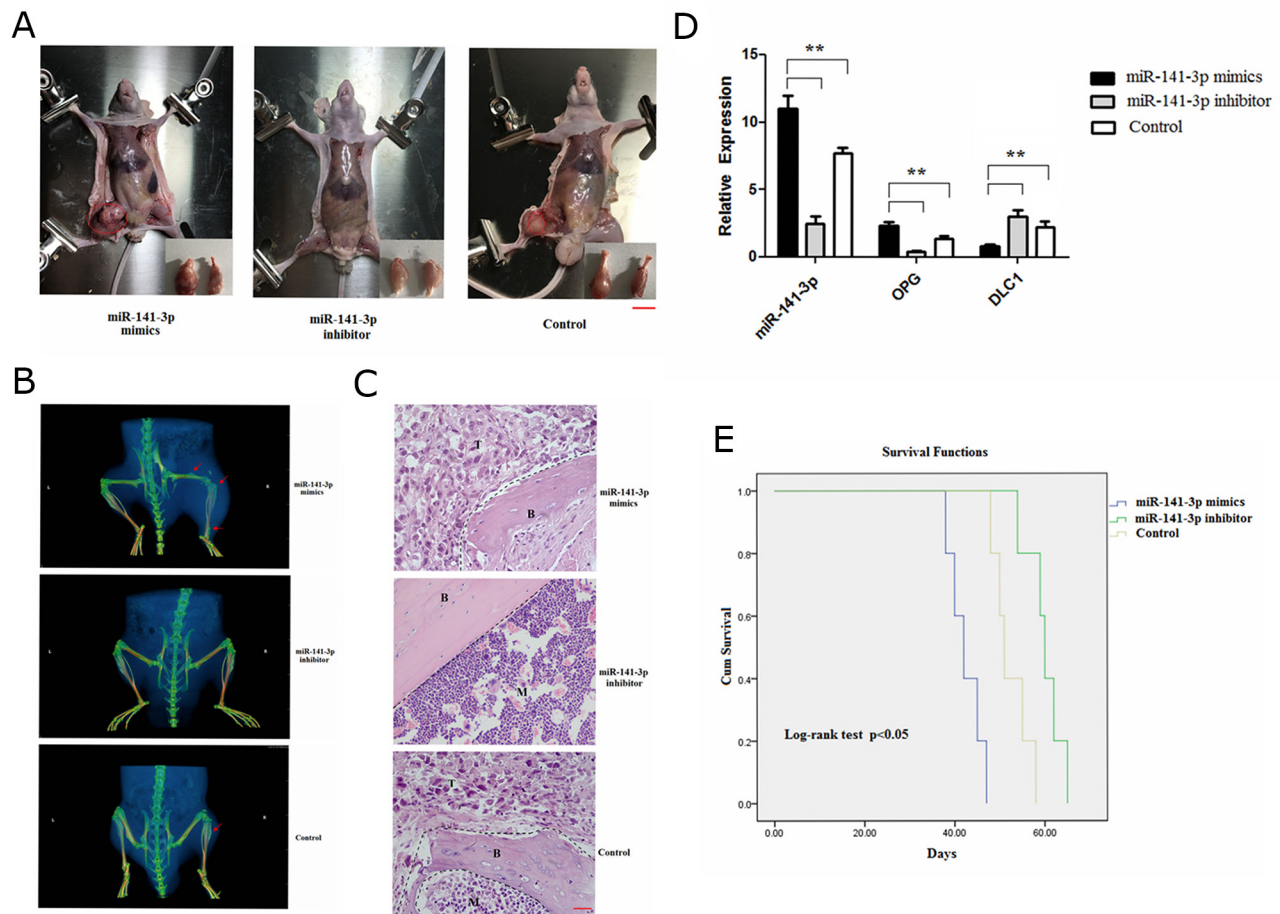 A
miR-141-3p
mimics
miR-141-3p
inhibitor
Control
D
15
10
5
0
Relative Expression
**
**
**
miR-141-3p
OPG
DLC1
miR-141-3p mimics
miR-141-3p inhibitor
Control
B
L
R
miR-141-3p
mimics
L
R
miR-141-3p
inhibitor
L
R
Control
C
T
B
miR-141-3p
mimics
B
M
miR-141-3p
inhibitor
T
B
M
Control
E
Survival Functions
Cum Survival
1.0
0.8
0.6
0.4
0.2
0.0
Log-rank test p<0.05
0.00
20.00
40.00
60.00
Days
miR-141-3p mimics
miR-141-3p inhibitor
Control